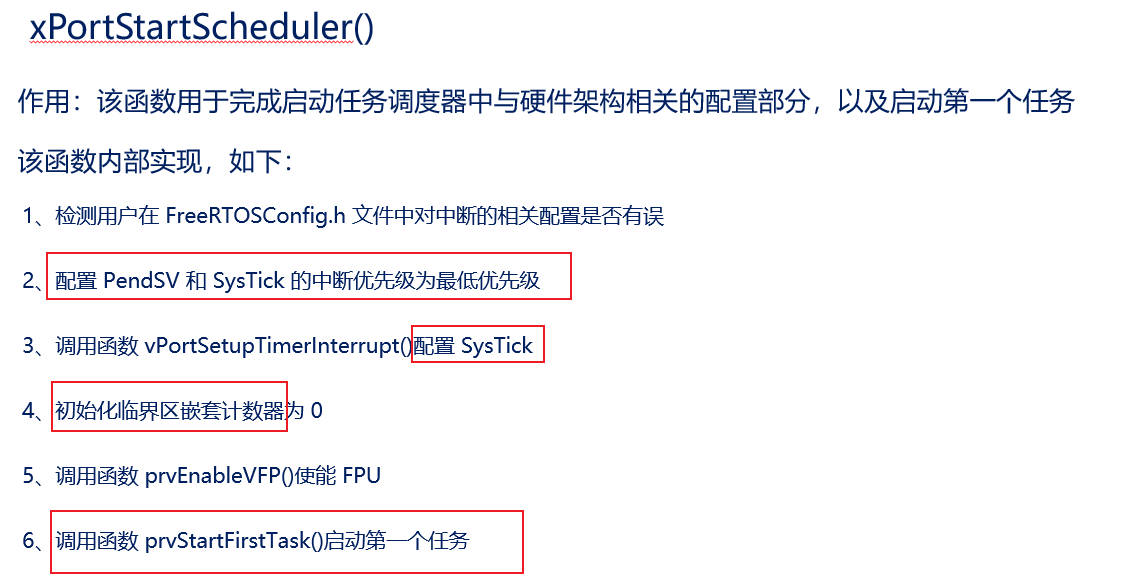 xPortStartScheduler()
作用：该函数用于完成启动任务调度器中与硬件架构相关的配置部分，以及启动第一个任务
该函数内部实现，如下：
1、检测用户在 FreeRTOSConfig.h 文件中对中断的相关配置是否有误
2、配置 PendSV 和 SysTick 的中断优先级为最低优先级
3、调用函数 vPortSetupTimerInterrupt()配置 SysTick
4、初始化临界区嵌套计数器为 0
5、调用函数 prvEnableVFP()使能 FPU
6、调用函数 prvStartFirstTask()启动第一个任务